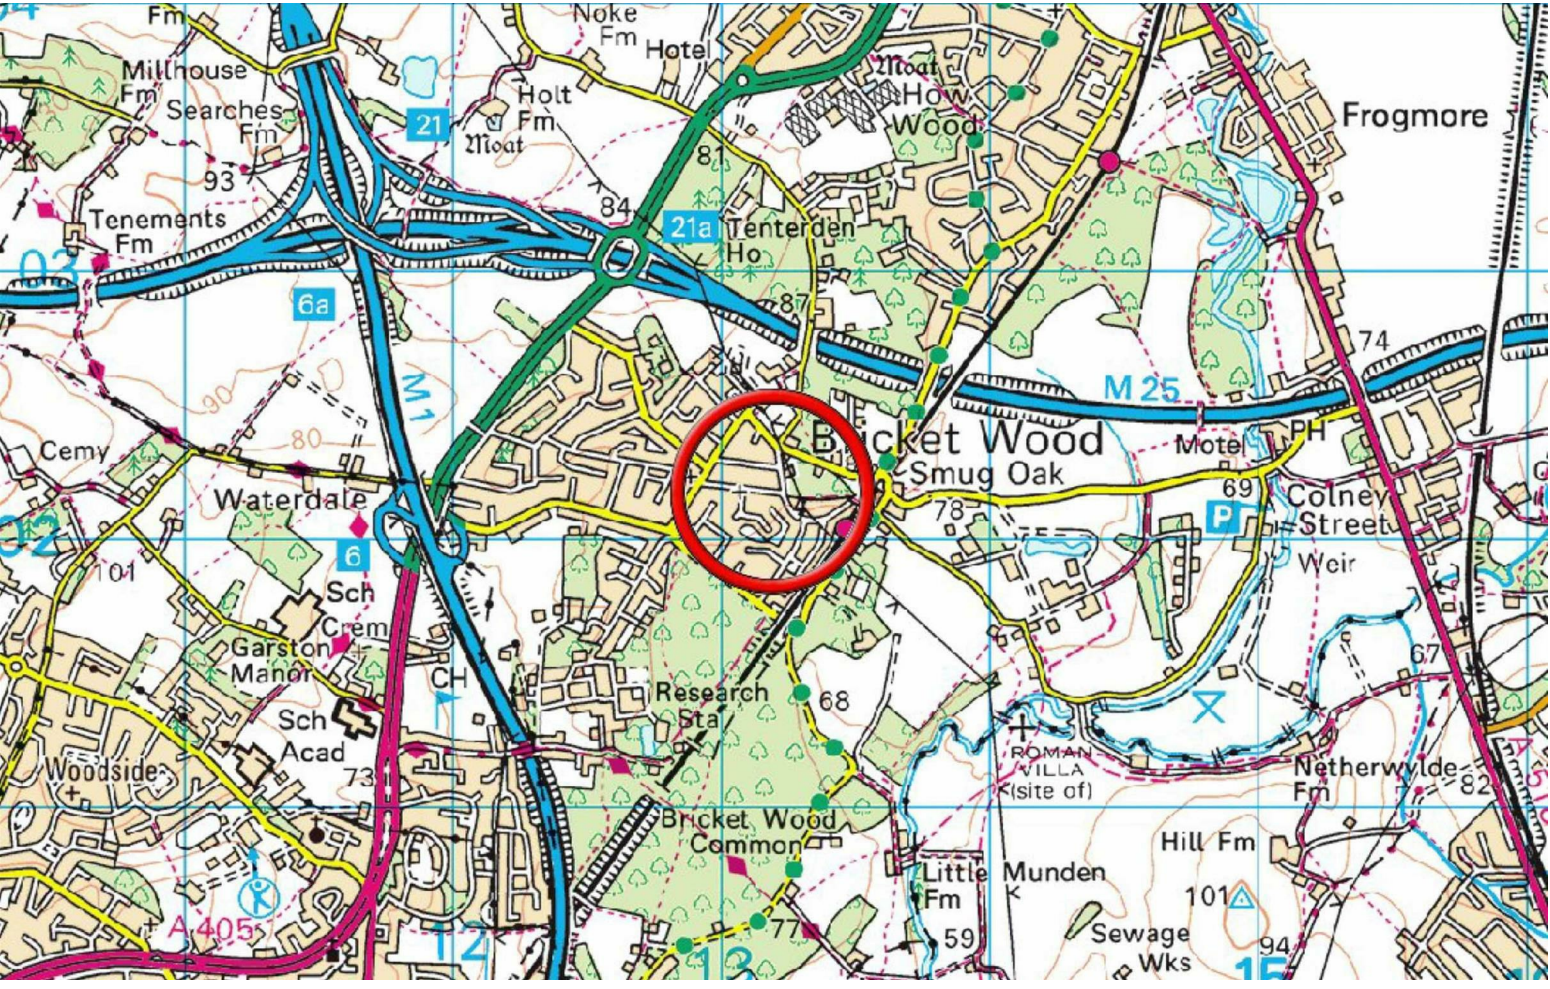 Fm
Noke
Fm
Hotel
Millhouse
Fm
Searches
Fm
Holt
Fm
Moat
Moat
How
Wood
Frogmore
21
81
93
84
Tenements
Fm
21a
Tenterden
Ho
03
6a
87
74
M 1
M 25
90
80
Cemy
Bricket Wood
Motel
PH
Smug Oak
Waterdale
69
Colney
Street
78
P
02
6
101
Weir
Sch
Crem
Garston
Manor
CH
67
Research
Sta
68
Sch
Acad
ROMAN
VILLA
(site of)
Woodside
73
Netherwylde
Fm
82
Bricket Wood
Common
Hill Fm
Little Munden
Fm
101
A 405
12
77
59
Sewage
Wks
94
13
15